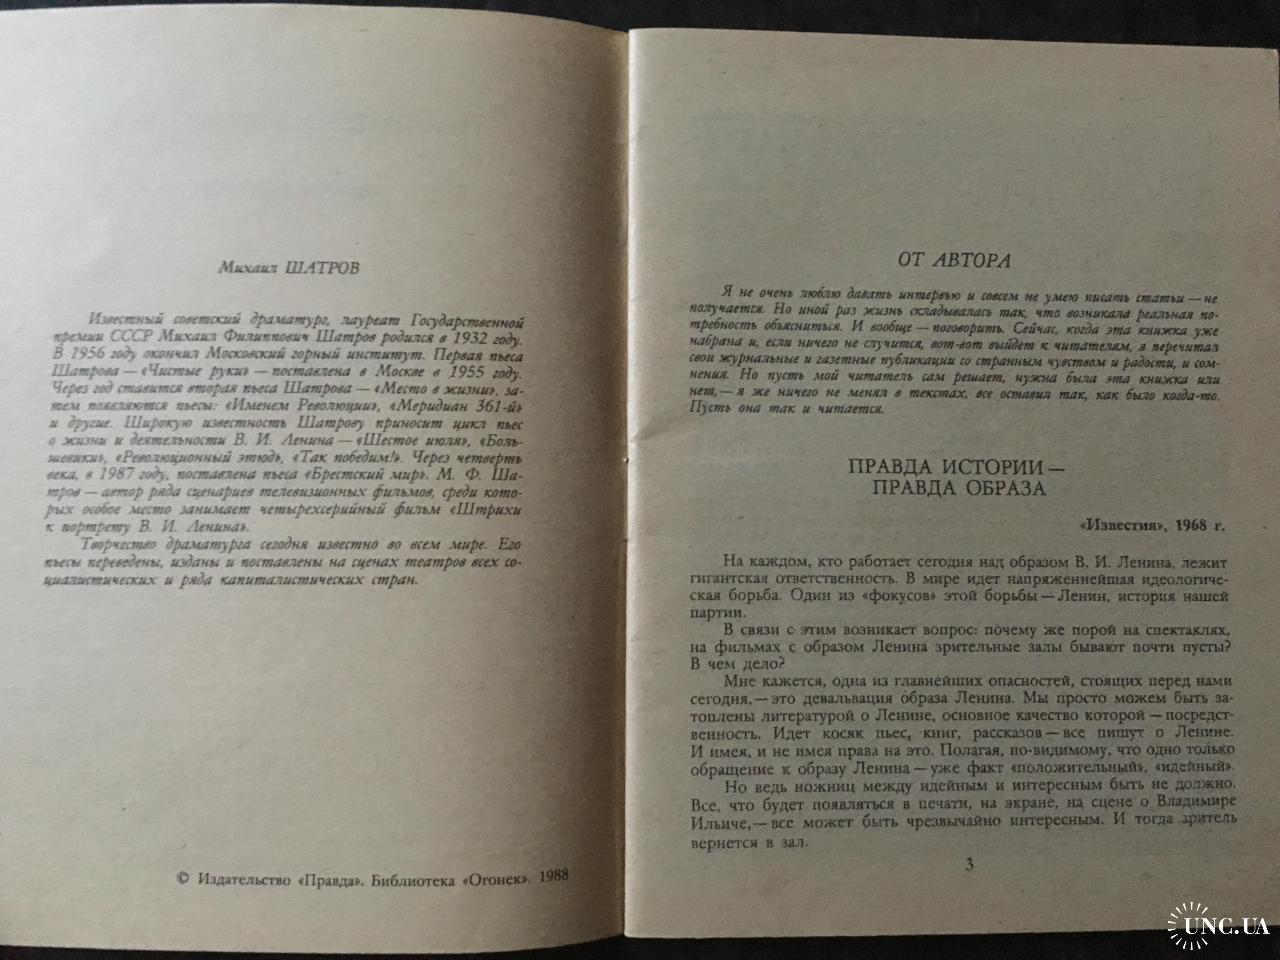 Михаил ШАТРОВ
Известный советский драматург, лауреат Государственной
премии СССР Михаил Филиппович Шатров родился в 1932 году.
В 1956 году окончил Московский горный институт. Первая пьеса
Шатрова — «Чистые руки» — поставлена в Москве в 1955 году.
Через год ставится вторая пьеса Шатрова — «Место в жизни», за-
тем появляются пьесы: «Именем Революции», «Меридиан 361-й»
и другие. Широкую известность Шатрову приносит цикл пьес
о жизни и деятельности В. И. Ленина — «Шестое июля», «Боль-
шевики», «Революционный этюд», «Так победим!». Через четверть
века, в 1987 году, поставлена пьеса «Брестский мир». М. Ф. Ша-
тров — автор ряда сценариев телевизионных фильмов, среди кото-
рых особое место занимает четырехсерийный фильм «Штрихи
к портрету В. И. Ленина».
Творчество драматурга сегодня известно во всем мире. Его
пьесы переведены, изданы и поставлены на сценах театров всех со-
циалистических и ряда капиталистических стран.
© Издательство «Правда». Библиотека «Огонек». 1988
ОТ АВТОРА
Я не очень люблю давать интервью и совсем не умею писать статьи — не
получается. Но иной раз жизнь складывалась так, что возникала реальная по-
требность объясниться. И вообще — поговорить. Сейчас, когда эта книжка уже
набрана и, если ничего не случится, вот-вот выйдет к читателям, я перечитал
свои журнальные и газетные публикации со странным чувством и радости, и сом-
нения. Но пусть мой читатель сам решает, нужна была эта книжка или
нет, — я же ничего не менял в текстах, все оставил так, как было когда-то.
Пусть она так и читается.
ПРАВДА ИСТОРИИ —
ПРАВДА ОБРАЗА
«Известия», 1968 г.
На каждом, кто работает сегодня над образом В. И. Ленина, лежит
гигантская ответственность. В мире идет напряженнейшая идеологиче-
ская борьба. Один из «фокусов» этой борьбы — Ленин, история нашей
партии.
В связи с этим возникает вопрос: почему же порой на спектаклях,
на фильмах с образом Ленина зрительные залы бывают почти пусты?
В чем дело?
Мне кажется, одна из главнейших опасностей, стоящих перед нами
сегодня, — это девальвация образа Ленина. Мы просто можем быть за-
топлены литературой о Ленине, основное качество которой — посредст-
венность. Идет косяк пьес, книг, рассказов — все пишут о Ленине.
И имея, и не имея права на это. Полагая, по-видимому, что одно только
обращение к образу Ленина — уже факт «положительный», «идейный».
Но ведь ножниц между идейным и интересным быть не должно.
Все, что будет появляться в печати, на экране, на сцене о Владимире
Ильиче, — все может быть чрезвычайно интересным. И тогда зритель
вернется в зал.
3
UNC.UA